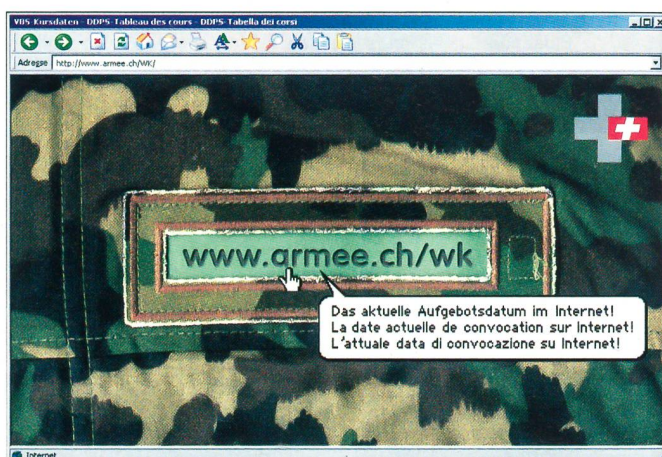 VBS-Kursdaten - DDPS-Tableau des cours - DDPS-Tabella dei corsi
Adresse http://www.armee.ch/WK/
www.armee.ch/wk
Das aktuelle Aufgebotsdatum im Internet!
La date actuelle de convocation sur Internet!
L'attuale data di convocazione su Internet!
Internet